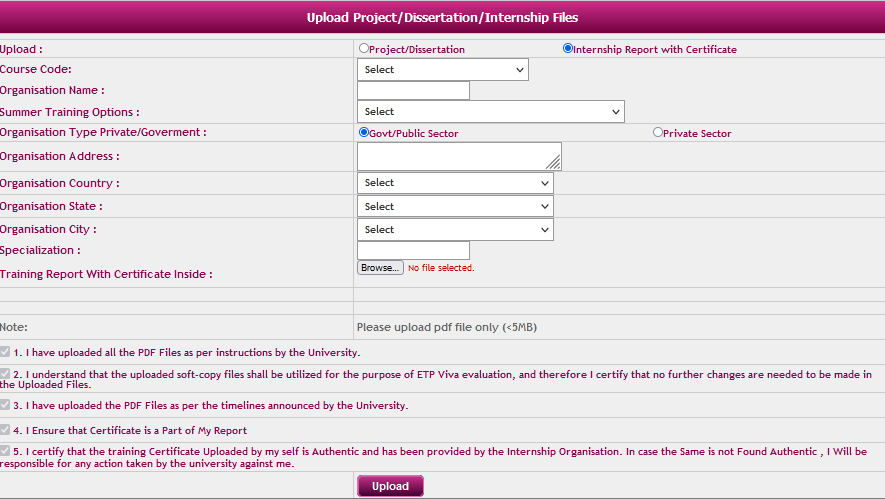 Upload Project/Dissertation/Internship Files
Upload : Project/Dissertation Internship Report with Certificate
Course Code: Select
Organisation Name :
Summer Training Options : Select
Organisation Type Private/Goverment : Govt/Public Sector Private Sector
Organisation Address :
Organisation Country : Select
Organisation State : Select
Organisation City : Select
Specialization :
Training Report With Certificate Inside : Browse... No file selected.
Note: Please upload pdf file only (<5MB)
1. I have uploaded all the PDF Files as per instructions by the University.
2. I understand that the uploaded soft-copy files shall be utilized for the purpose of ETP Viva evaluation, and therefore I certify that no further changes are needed to be made in
the Uploaded Files.
3. I have uploaded the PDF Files as per the timelines announced by the University.
4. I Ensure that Certificate is a Part of My Report
5. I certify that the training Certificate Uploaded by my self is Authentic and has been provided by the Internship Organisation. In case the Same is not Found Authentic , I Will be
responsible for any action taken by the university against me.
Upload